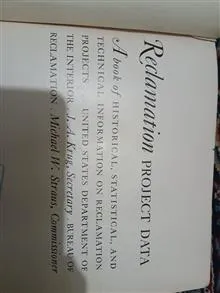 Reclamation PROJECT DATA
A book of HISTORICAL, STATISTICAL, AND
TECHNICAL INFORMATION ON RECLAMATION
PROJECTS UNITED STATES DEPARTMENT OF
THE INTERIOR · J. A. Krug, Secretary BUREAU OF
RECLAMATION · Michael W. Straus, Commissioner